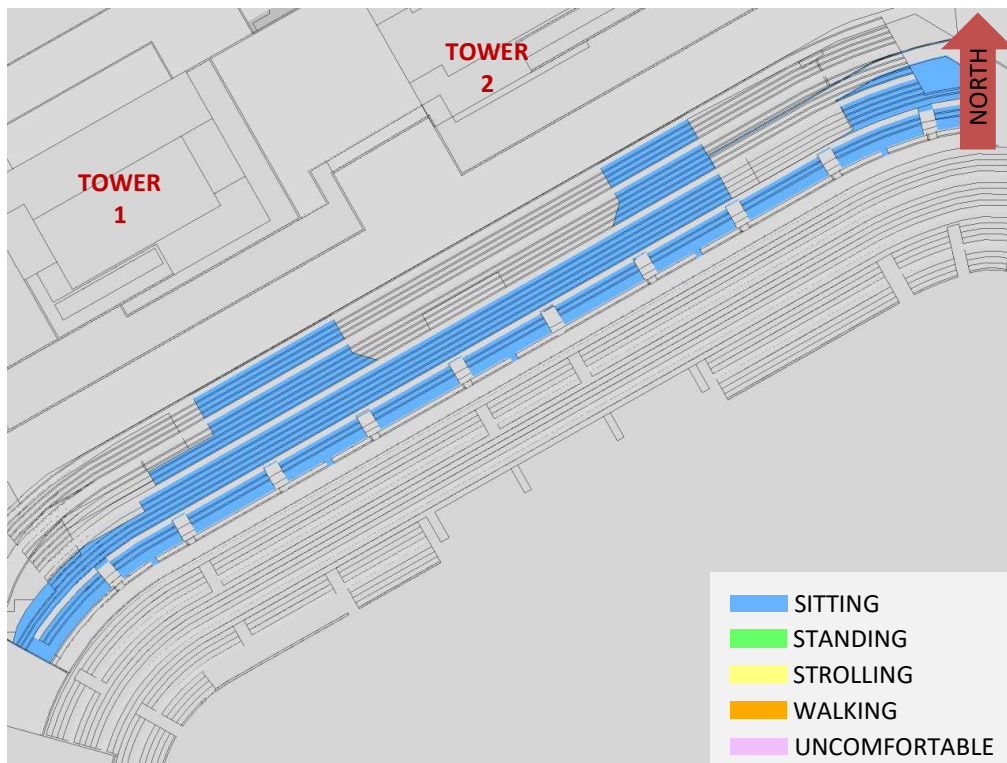 TOWER
2
NORTH
TOWER
1
SITTING
STANDING
STROLLING
WALKING
UNCOMFORTABLE